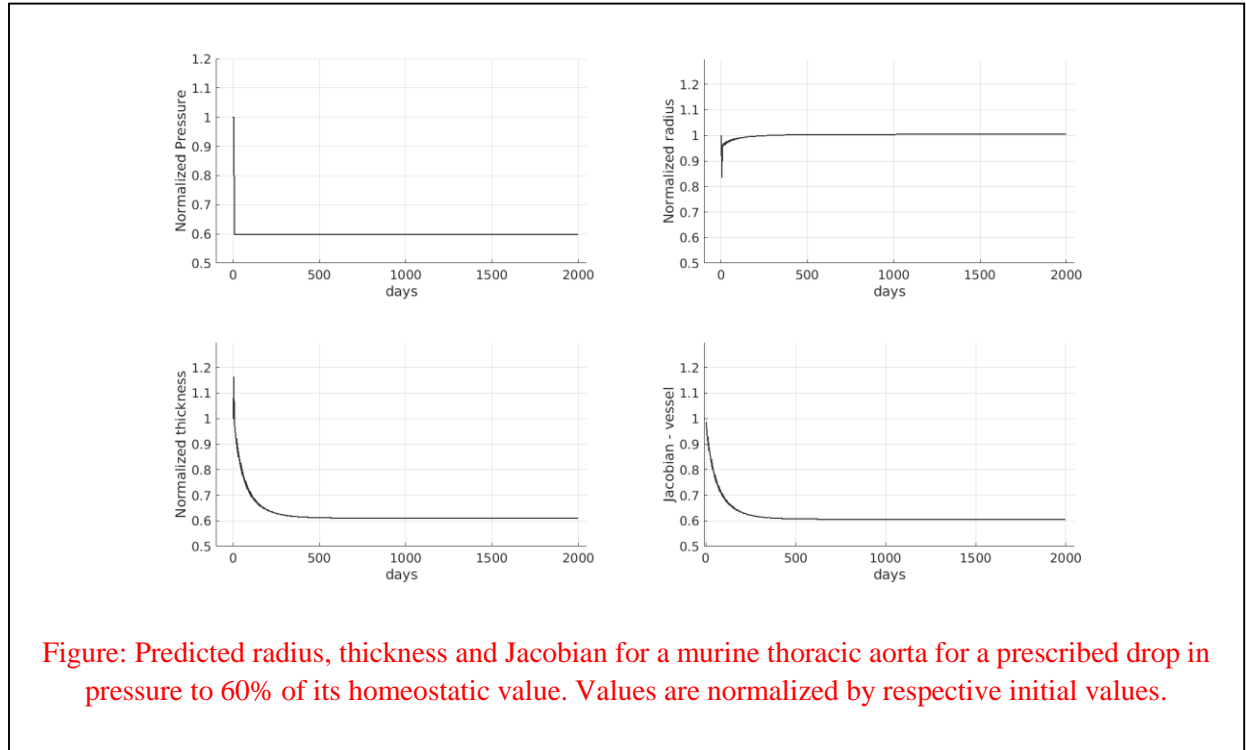 1.2
1.1
1
0.9
0.8
0.7
0.6
0.5
Normalized Pressure
0 500 1000 1500 2000
days
1.2
1.1
1
0.9
0.8
0.7
0.6
0.5
Normalized radius
0 500 1000 1500 2000
days
1.2
1.1
1
0.9
0.8
0.7
0.6
0.5
Normalized thickness
0 500 1000 1500 2000
days
1.2
1.1
1
0.9
0.8
0.7
0.6
0.5
Jacobian - vessel
0 500 1000 1500 2000
days
Figure: Predicted radius, thickness and Jacobian for a murine thoracic aorta for a prescribed drop in
pressure to 60% of its homeostatic value. Values are normalized by respective initial values.